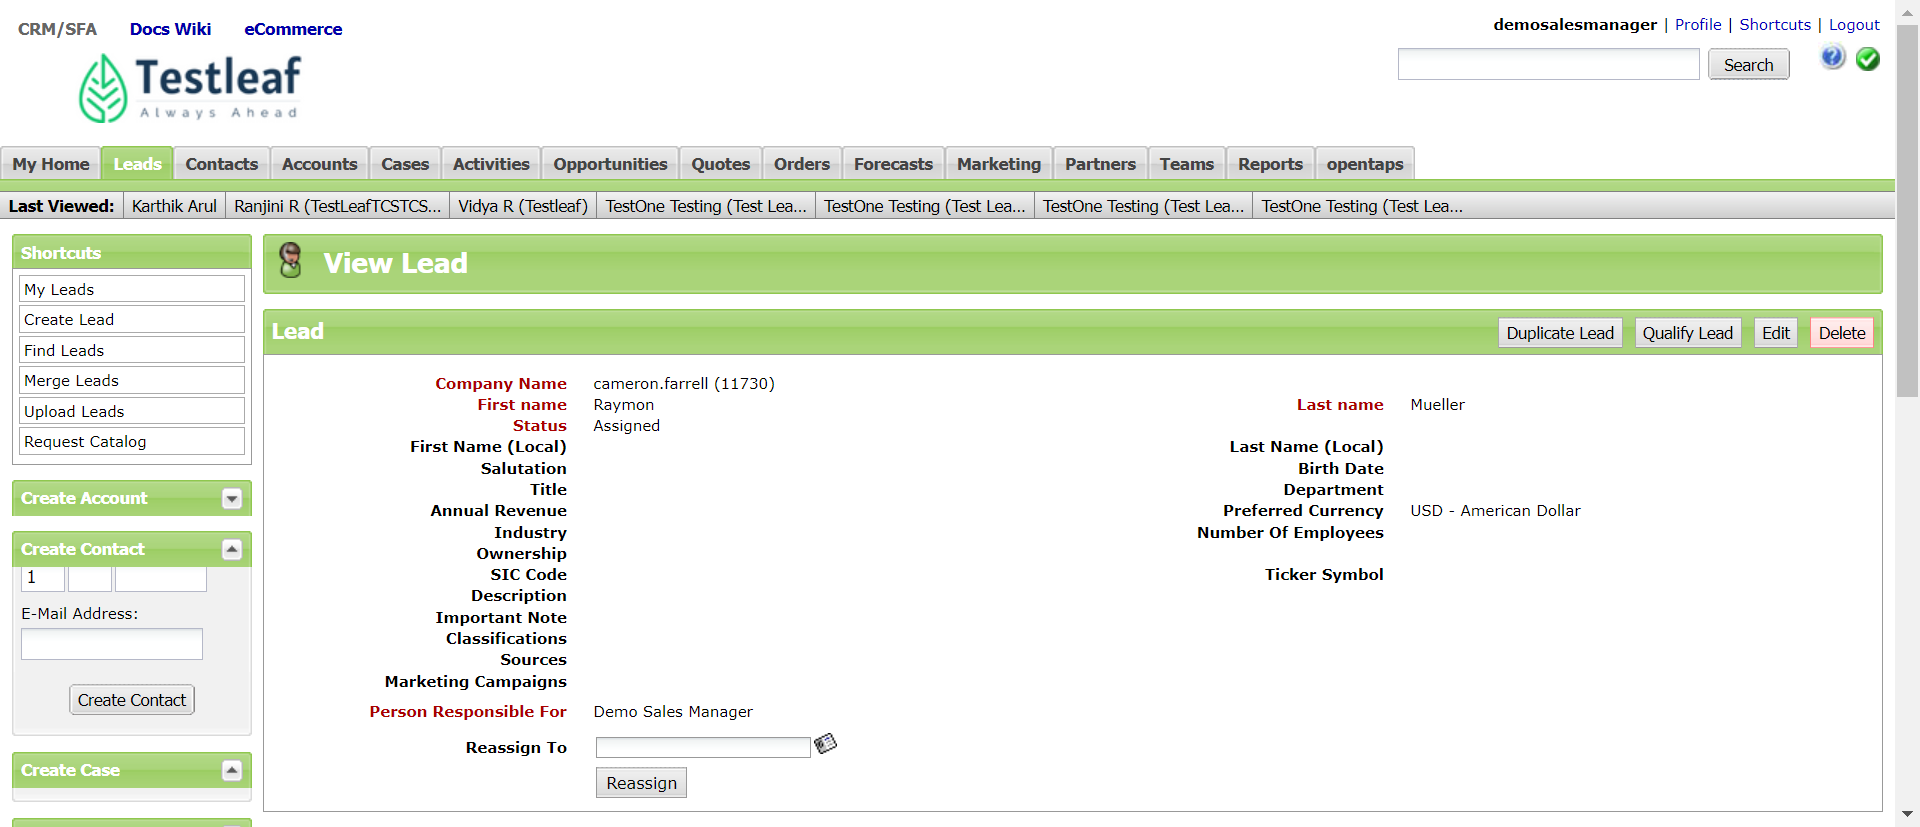 CRM/SFA Docs Wiki eCommerce
demosalesmanager | Profile | Shortcuts | Logout
Testleaf
Always Ahead
Search
My Home Leads Contacts Accounts Cases Activities Opportunities Quotes Orders Forecasts Marketing Partners Teams Reports opentaps
Last Viewed: Karthik Arul Ranjini R (TestLeafTCSTCS... Vidya R (Testleaf) TestOne Testing (Test Lea... TestOne Testing (Test Lea... TestOne Testing (Test Lea... TestOne Testing (Test Lea...
Shortcuts
My Leads
Create Lead
Find Leads
Merge Leads
Upload Leads
Request Catalog
Create Account
Create Contact
1
E-Mail Address:
Create Contact
Create Case
View Lead
Lead
Duplicate Lead Qualify Lead Edit Delete
Company Name cameron.farrell (11730)
First name Raymon Last name Mueller
Status Assigned
First Name (Local) Last Name (Local)
Salutation Birth Date
Title Department
Annual Revenue Preferred Currency USD - American Dollar
Industry Number Of Employees
Ownership
SIC Code Ticker Symbol
Description
Important Note
Classifications
Sources
Marketing Campaigns
Person Responsible For Demo Sales Manager
Reassign To
Reassign